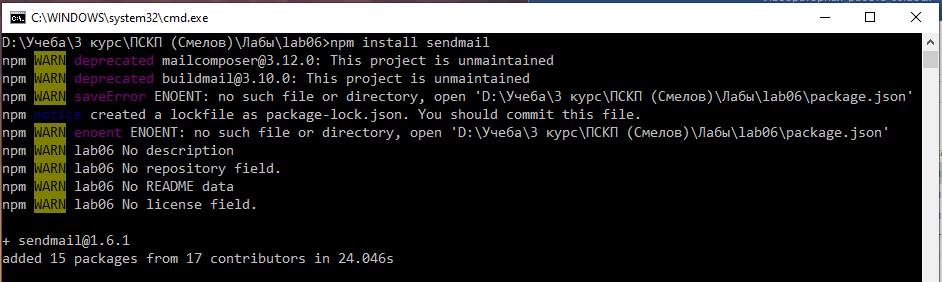 C:\WINDOWS\system32\cmd.exe
D:\Учеба\3 курс\ПСКП (Смелов)\Лабы\lab06>npm install sendmail
npm WARN deprecated mailcomposer@3.12.0: This project is unmaintained
npm WARN deprecated buildmail@3.10.0: This project is unmaintained
npm WARN saveError ENOENT: no such file or directory, open 'D:\Учеба\3 курс\ПСКП (Смелов)\Лабы\lab06\package.json'
npm notice created a lockfile as package-lock.json. You should commit this file.
npm WARN enoent ENOENT: no such file or directory, open 'D:\Учеба\3 курс\ПСКП (Смелов)\Лабы\lab06\package.json'
npm WARN lab06 No description
npm WARN lab06 No repository field.
npm WARN lab06 No README data
npm WARN lab06 No license field.
+ sendmail@1.6.1
added 15 packages from 17 contributors in 24.046s